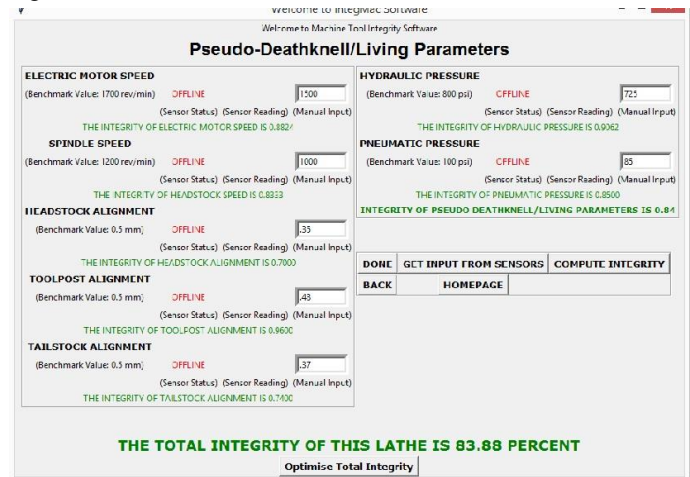 Welcome to IntegMac Software
Welcome to Machine Tool Integrity Software
Pseudo-Deathknell/Living Parameters
ELECTRIC MOTOR SPEED
(Benchmark Value: 1700 rev/min) OFFLINE 1500
(Sensor Status) (Sensor Reading) (Manual Input)
THE INTEGRITY OF ELECTRIC MOTOR SPEED IS 0.8824
SPINDLE SPEED
(Benchmark Value: 1200 rev/min) OFFLINE 1000
(Sensor Status) (Sensor Reading) (Manual Input)
THE INTEGRITY OF HEADSTOCK SPEED IS 0.8333
HEADSTOCK ALIGNMENT
(Benchmark Value: 0.5 mm) OFFLINE .35
(Sensor Status) (Sensor Reading) (Manual Input)
THE INTEGRITY OF HEADSTOCK ALIGNMENT IS 0.7000
TOOLPOST ALIGNMENT
(Benchmark Value: 0.5 mm) OFFLINE .48
(Sensor Status) (Sensor Reading) (Manual Input)
THE INTEGRITY OF TOOLPOST ALIGNMENT IS 0.9600
TAILSTOCK ALIGNMENT
(Benchmark Value: 0.5 mm) OFFLINE .37
(Sensor Status) (Sensor Reading) (Manual Input)
THE INTEGRITY OF TAILSTOCK ALIGNMENT IS 0.7400
HYDRAULIC PRESSURE
(Benchmark Value: 800 psi) OFFLINE 725
(Sensor Status) (Sensor Reading) (Manual Input)
THE INTEGRITY OF HYDRAULIC PRESSURE IS 0.9062
PNEUMATIC PRESSURE
(Benchmark Value: 100 psi) OFFLINE 85
(Sensor Status) (Sensor Reading) (Manual Input)
THE INTEGRITY OF PNEUMATIC PRESSURE IS 0.8500
INTEGRITY OF PSEUDO DEATHKNELL/LIVING PARAMETERS IS 0.84
DONE GET INPUT FROM SENSORS COMPUTE INTEGRITY
BACK HOMEPAGE
THE TOTAL INTEGRITY OF THIS LATHE IS 83.88 PERCENT
Optimise Total Integrity